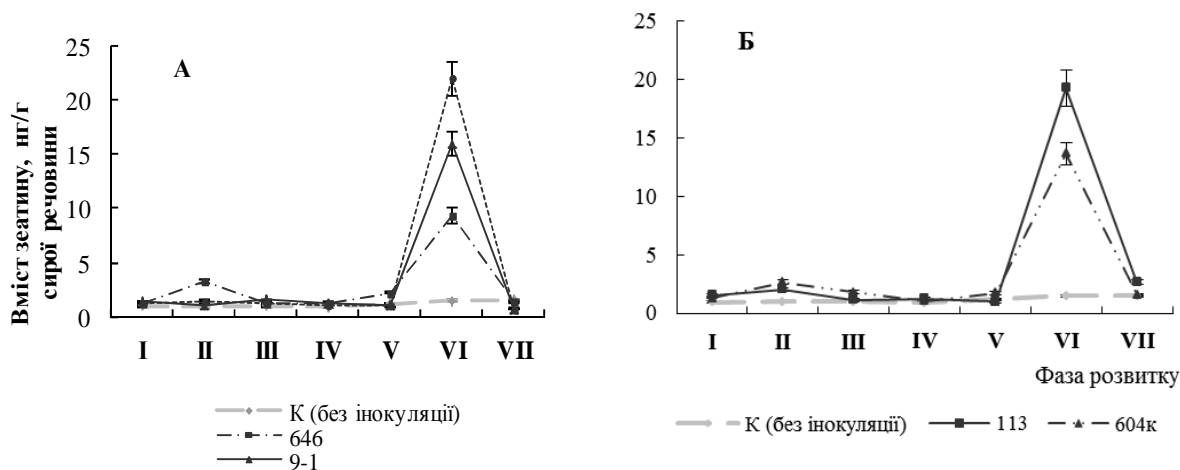 А
Вміст зеатину, нг/г
сирої речовини
25
20
15
10
5
0
I II III IV V VI VII
К (без інокуляції)
646
9-1
Б
25
20
15
10
5
0
I II III IV V VI VII
Фаза розвитку
К (без інокуляції) 113 604к